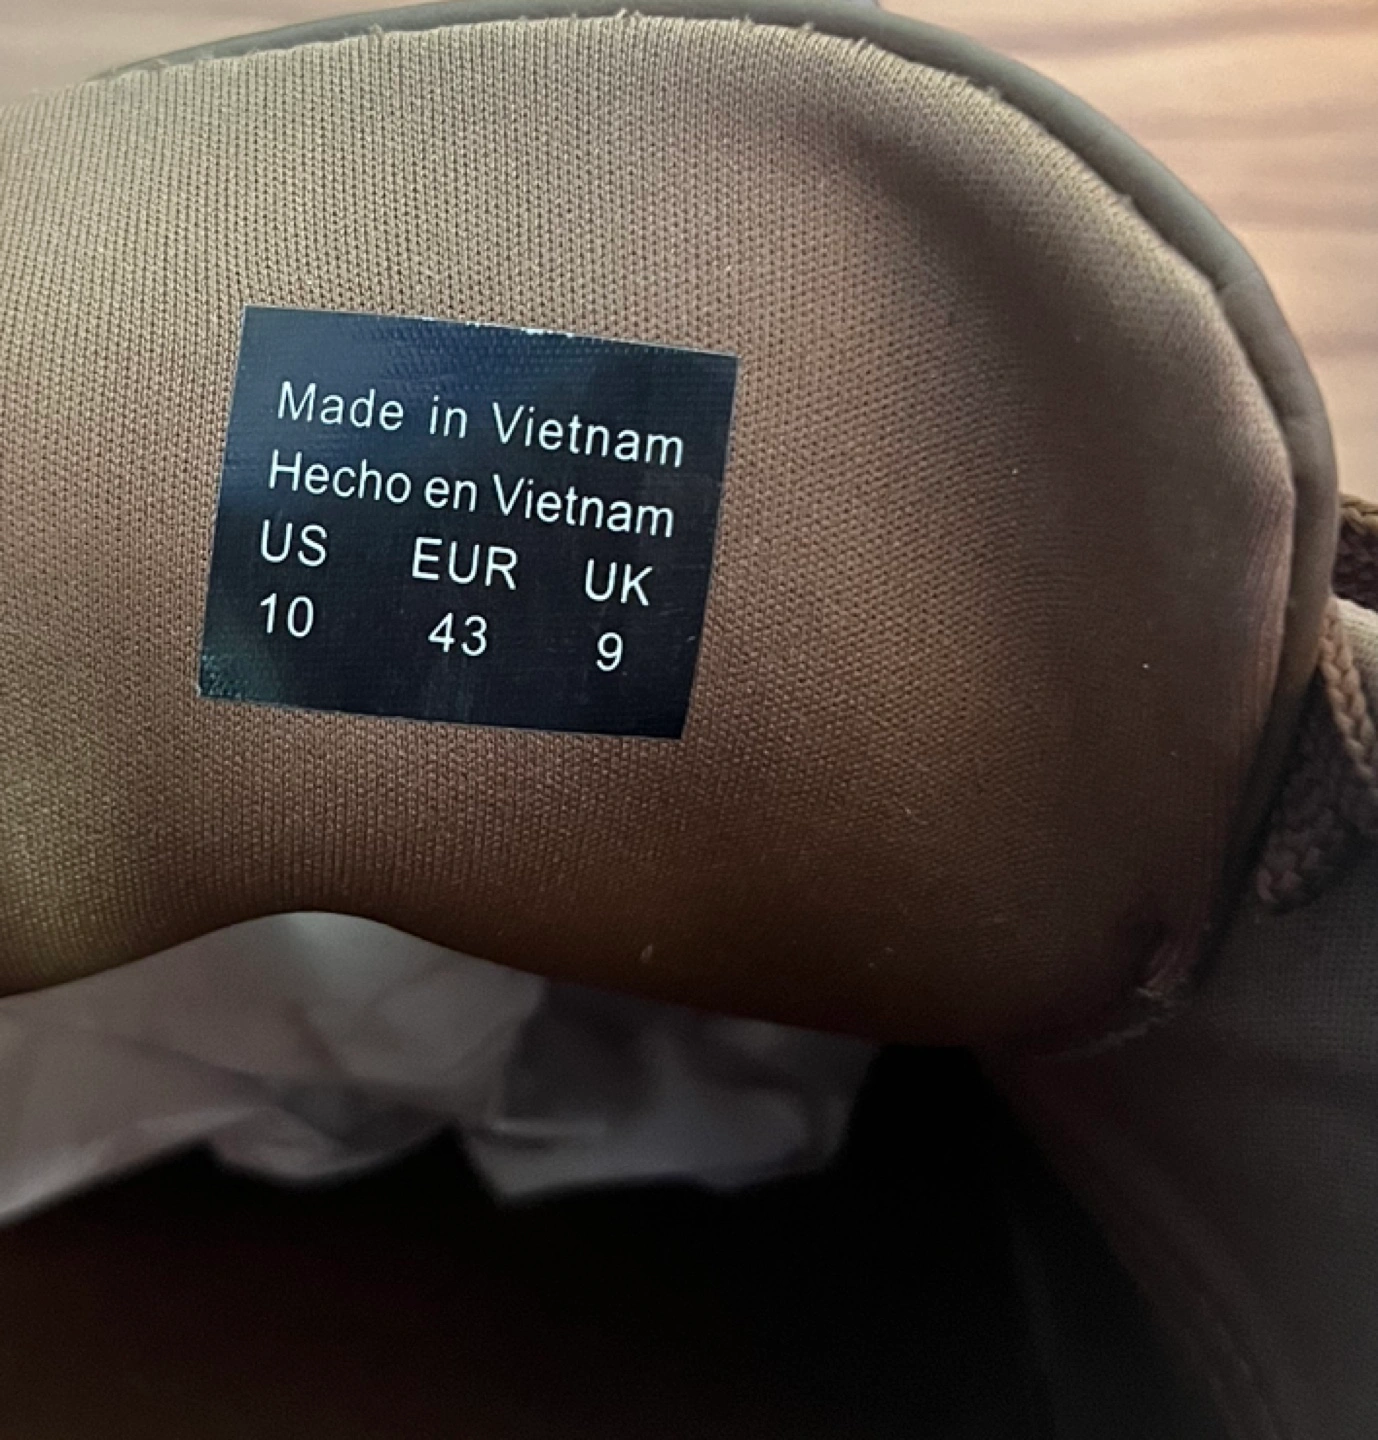 Made in Vietnam
Hecho en Vietnam
US EUR UK
10 43 9